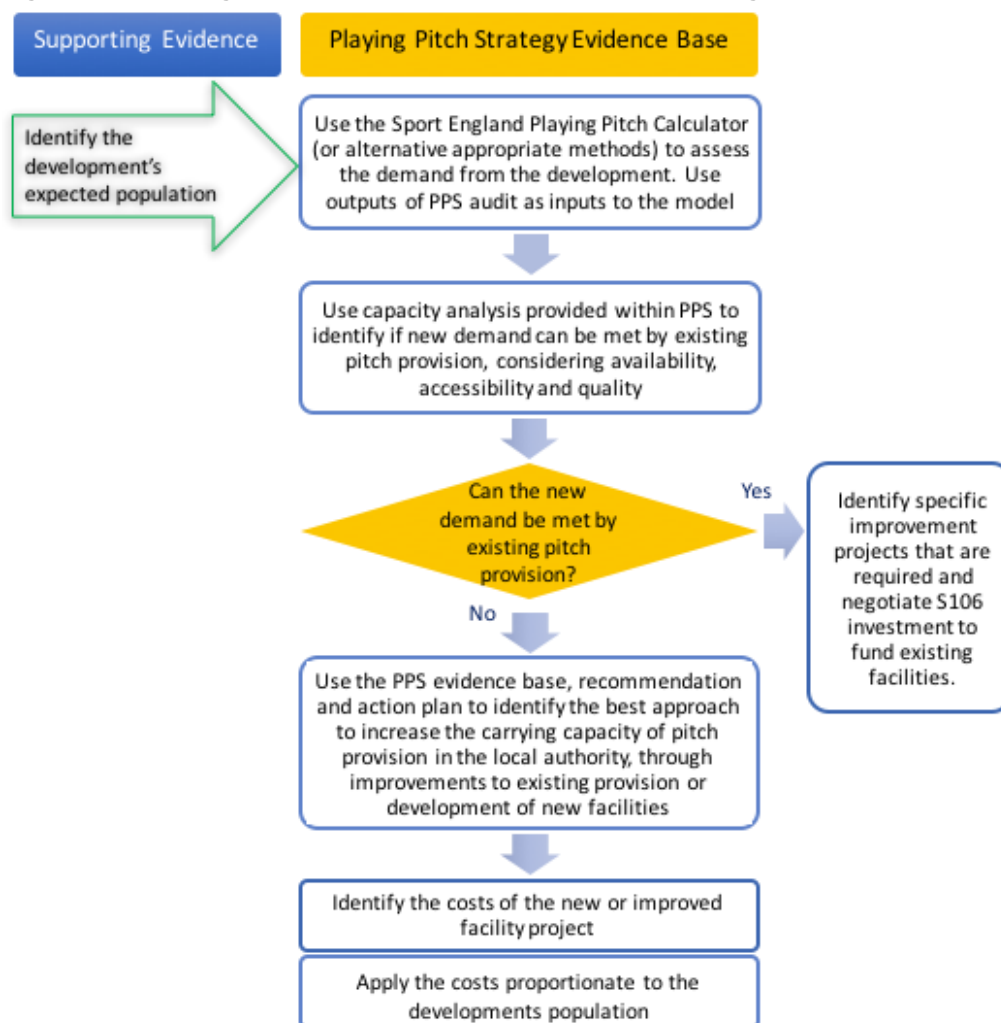 Supporting Evidence
Playing Pitch Strategy Evidence Base
Identify the
development's
expected population
Use the Sport England Playing Pitch Calculator
(or alternative appropriate methods) to assess
the demand from the development. Use
outputs of PPS audit as inputs to the model
Use capacity analysis provided within PPS to
identify if new demand can be met by existing
pitch provision, considering availability,
accessibility and quality
Can the new
demand be met by
existing pitch
provision?
Yes
Identify specific
improvement
projects that are
required and
negotiate S106
investment to
fund existing
facilities.
No
Use the PPS evidence base, recommendation
and action plan to identify the best approach
to increase the carrying capacity of pitch
provision in the local authority, through
improvements to existing provision or
development of new facilities
Identify the costs of the new or improved
facility project
Apply the costs proportionate to the
developments population